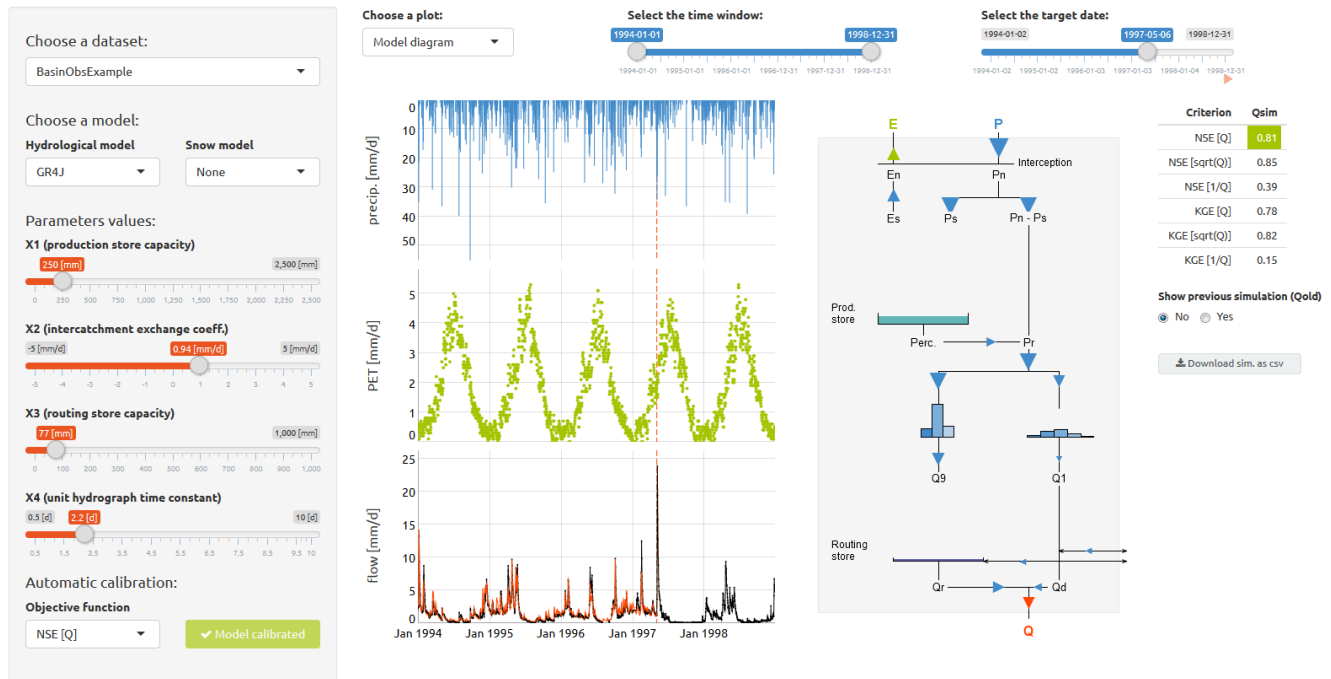 Choose a dataset:
BasinObsExample
Choose a model:
Hydrological model
Snow model
GR4J
None
Parameters values:
X1 (production store capacity)
250 [mm]
2,500 [mm]
0 250 500 750 1,000 1,250 1,500 1,750 2,000 2,250 2,500
X2 (intercatchment exchange coeff.)
-5 [mm/d]
0.94 [mm/d]
5 [mm/d]
-5 -4 -3 -2 -1 0 1 2 3 4 5
X3 (routing store capacity)
77 [mm]
1,000 [mm]
0 100 200 300 400 500 600 700 800 900 1,000
X4 (unit hydrograph time constant)
0.5 [d]
2.2 [d]
10 [d]
0.5 1.5 2.5 3.5 4.5 5.5 6.5 7.5 8.5 9.5 10
Automatic calibration:
Objective function
NSE [Q]
Model calibrated
Choose a plot:
Model diagram
Select the time window:
1994-01-01
1998-12-31
1994-01-01 1995-01-01 1996-01-01 1996-12-31 1997-12-31 1998-12-31
Select the target date:
1994-01-02
1997-05-06
1998-12-31
1994-01-02 1995-01-02 1996-01-03 1997-01-03 1998-01-04 1998-12-31
precip. [mm/d]
0
10
20
30
40
50
PET [mm/d]
5
4
3
2
1
0
flow [mm/d]
25
20
15
10
5
0
Jan 1994 Jan 1995 Jan 1996 Jan 1997 Jan 1998
E
P
Interception
En
Pn
Es
Ps
Pn - Ps
Prod.
store
Perc.
Pr
Q9
Q1
Routing
store
Qr
Qd
Q
Criterion Qsim
NSE [Q] 0.81
NSE [sqrt(Q)] 0.85
NSE [1/Q] 0.39
KGE [Q] 0.78
KGE [sqrt(Q)] 0.82
KGE [1/Q] 0.15
Show previous simulation (Qold)
No Yes
Download sim. as csv